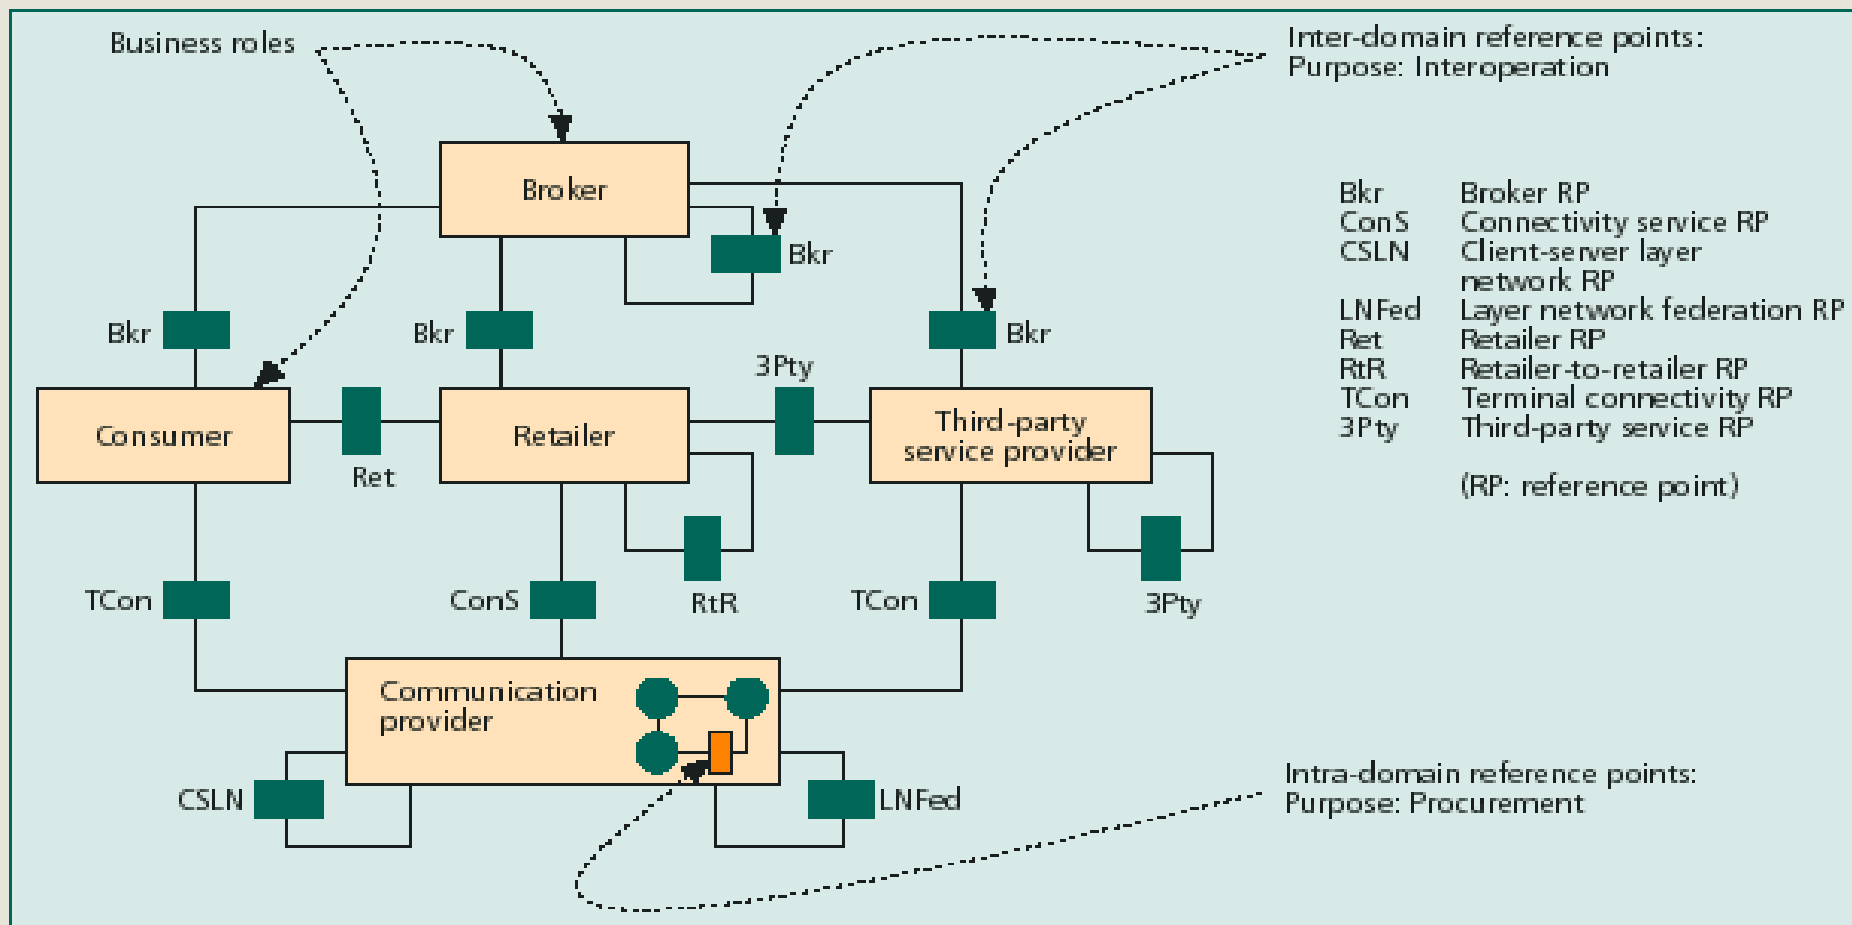 Business roles
Inter-domain reference points:
Purpose: Interoperation
Broker
Bkr
Bkr
Bkr
Bkr
3Pty
Bkr Broker RP
ConS Connectivity service RP
CSLN Client-server layer
network RP
LNFed Layer network federation RP
Ret Retailer RP
RtR Retailer-to-retailer RP
TCon Terminal connectivity RP
3Pty Third-party service RP
(RP: reference point)
Consumer
Ret
Retailer
Third-party
service provider
TCon
ConS
RtR
TCon
3Pty
Communication
provider
CSLN
LNFed
Intra-domain reference points:
Purpose: Procurement